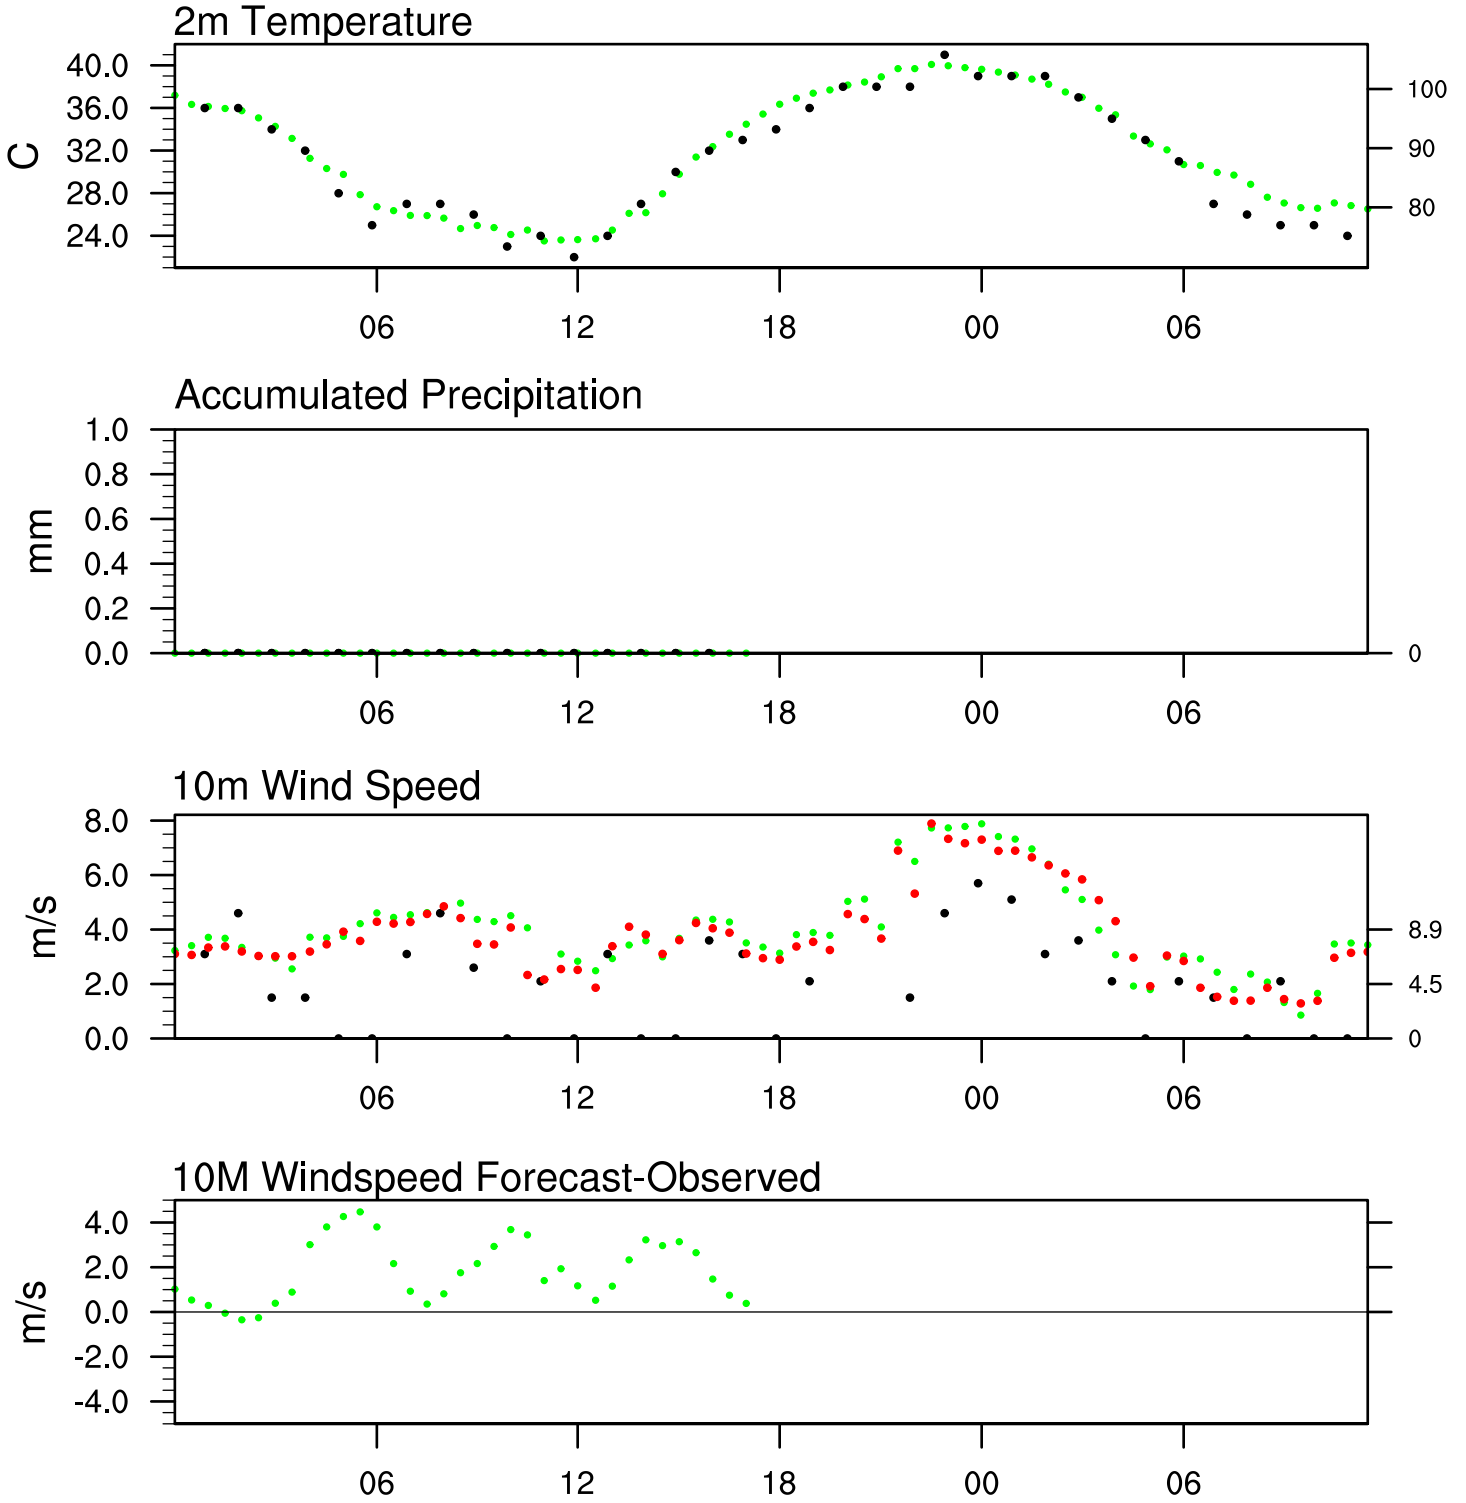 2m Temperature
40.0
36.0
32.0
28.0
24.0
C
100
90
80
06 12 18 00 06
Accumulated Precipitation
1.0
0.8
0.6
0.4
0.2
0.0
mm
0
06 12 18 00 06
10m Wind Speed
8.0
6.0
4.0
2.0
0.0
m/s
8.9
4.5
0
06 12 18 00 06
10M Windspeed Forecast-Observed
4.0
2.0
0.0
-2.0
-4.0
m/s
06 12 18 00 06